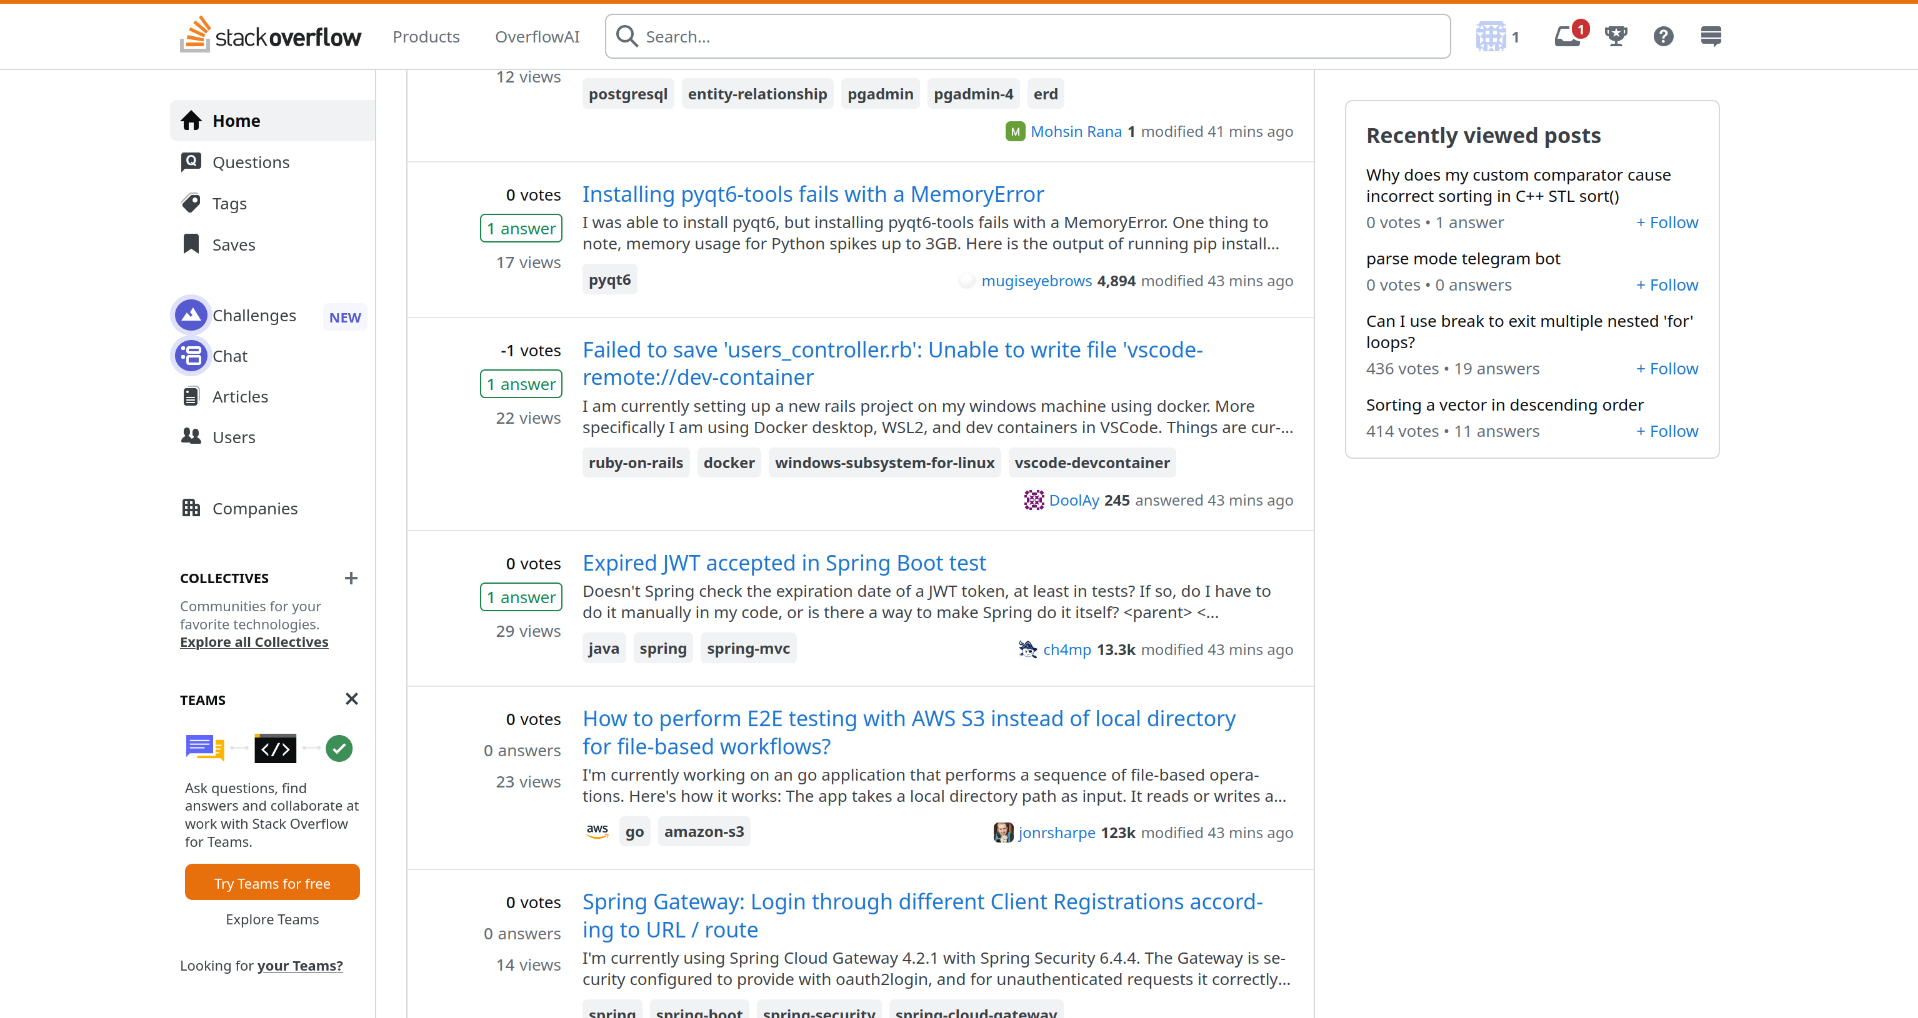 stackoverflow
Products
OverflowAI
Search...
1
1
Home
Questions
Tags
Saves
Challenges
NEW
Chat
Articles
Users
Companies
COLLECTIVES
Communities for your
favorite technologies.
Explore all Collectives
TEAMS
Ask questions, find
answers and collaborate at
work with Stack Overflow
for Teams.
Try Teams for free
Explore Teams
Looking for your Teams?
12 views
postgresql entity-relationship pgadmin pgadmin-4 erd
M Mohsin Rana 1 modified 41 mins ago
0 votes
1 answer
17 views
Installing pyqt6-tools fails with a MemoryError
I was able to install pyqt6, but installing pyqt6-tools fails with a MemoryError. One thing to
note, memory usage for Python spikes up to 3GB. Here is the output of running pip install...
pyqt6
mugiseyebrows 4,894 modified 43 mins ago
-1 votes
1 answer
22 views
Failed to save 'users_controller.rb': Unable to write file 'vscode-
remote://dev-container
I am currently setting up a new rails project on my windows machine using docker. More
specifically I am using Docker desktop, WSL2, and dev containers in VSCode. Things are cur-...
ruby-on-rails docker windows-subsystem-for-linux vscode-devcontainer
DoolAy 245 answered 43 mins ago
0 votes
1 answer
29 views
Expired JWT accepted in Spring Boot test
Doesn't Spring check the expiration date of a JWT token, at least in tests? If so, do I have to
do it manually in my code, or is there a way to make Spring do it itself? <parent> <...
java spring spring-mvc
ch4mp 13.3k modified 43 mins ago
0 votes
0 answers
23 views
How to perform E2E testing with AWS S3 instead of local directory
for file-based workflows?
I'm currently working on an go application that performs a sequence of file-based opera-
tions. Here's how it works: The app takes a local directory path as input. It reads or writes a...
aws go amazon-s3
jonrsharpe 123k modified 43 mins ago
0 votes
0 answers
14 views
Spring Gateway: Login through different Client Registrations accord-
ing to URL / route
I'm currently using Spring Cloud Gateway 4.2.1 with Spring Security 6.4.4. The Gateway is se-
curity configured to provide with oauth2login, and for unauthenticated requests it correctly...
spring spring-boot spring-security spring-cloud-gateway
Recently viewed posts
Why does my custom comparator cause
incorrect sorting in C++ STL sort()
0 votes • 1 answer + Follow
parse mode telegram bot
0 votes • 0 answers + Follow
Can I use break to exit multiple nested 'for'
loops?
436 votes • 19 answers + Follow
Sorting a vector in descending order
414 votes • 11 answers + Follow